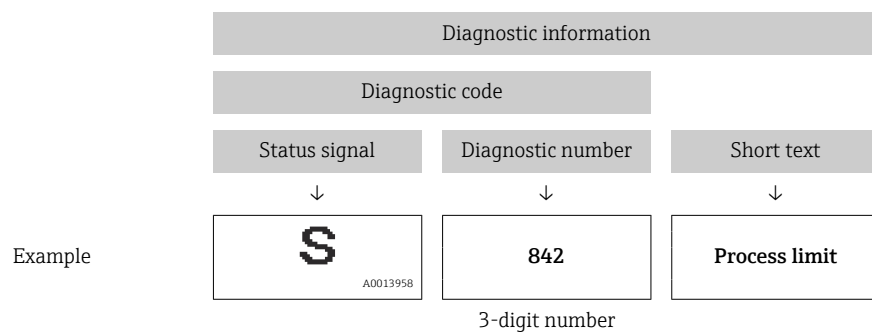 Diagnostic information
Diagnostic code
Status signal Diagnostic number Short text
↓ ↓ ↓
Example S 842 Process limit
A0013958
3-digit number